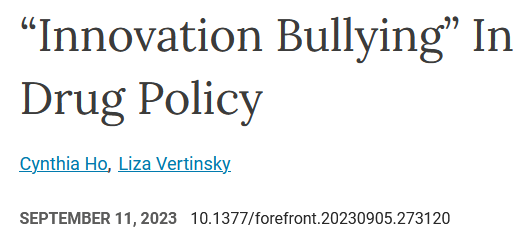 “Innovation Bullying” In
Drug Policy
Cynthia Ho, Liza Vertinsky
SEPTEMBER 11, 2023 10.1377/forefront.20230905.273120